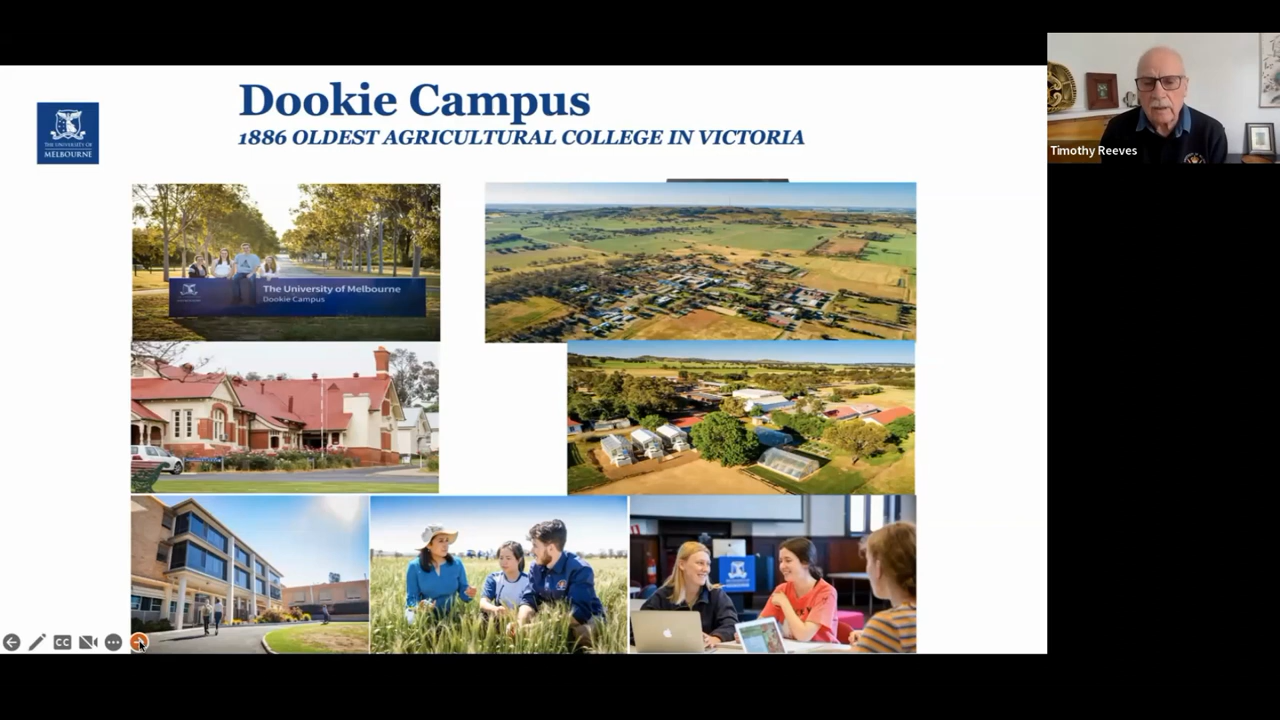 Dookie Campus
1886 OLDEST AGRICULTURAL COLLEGE IN VICTORIA
THE UNIVERSITY OF
MELBOURNE
The University of Melbourne
Dookie Campus
Timothy Reeves
CC